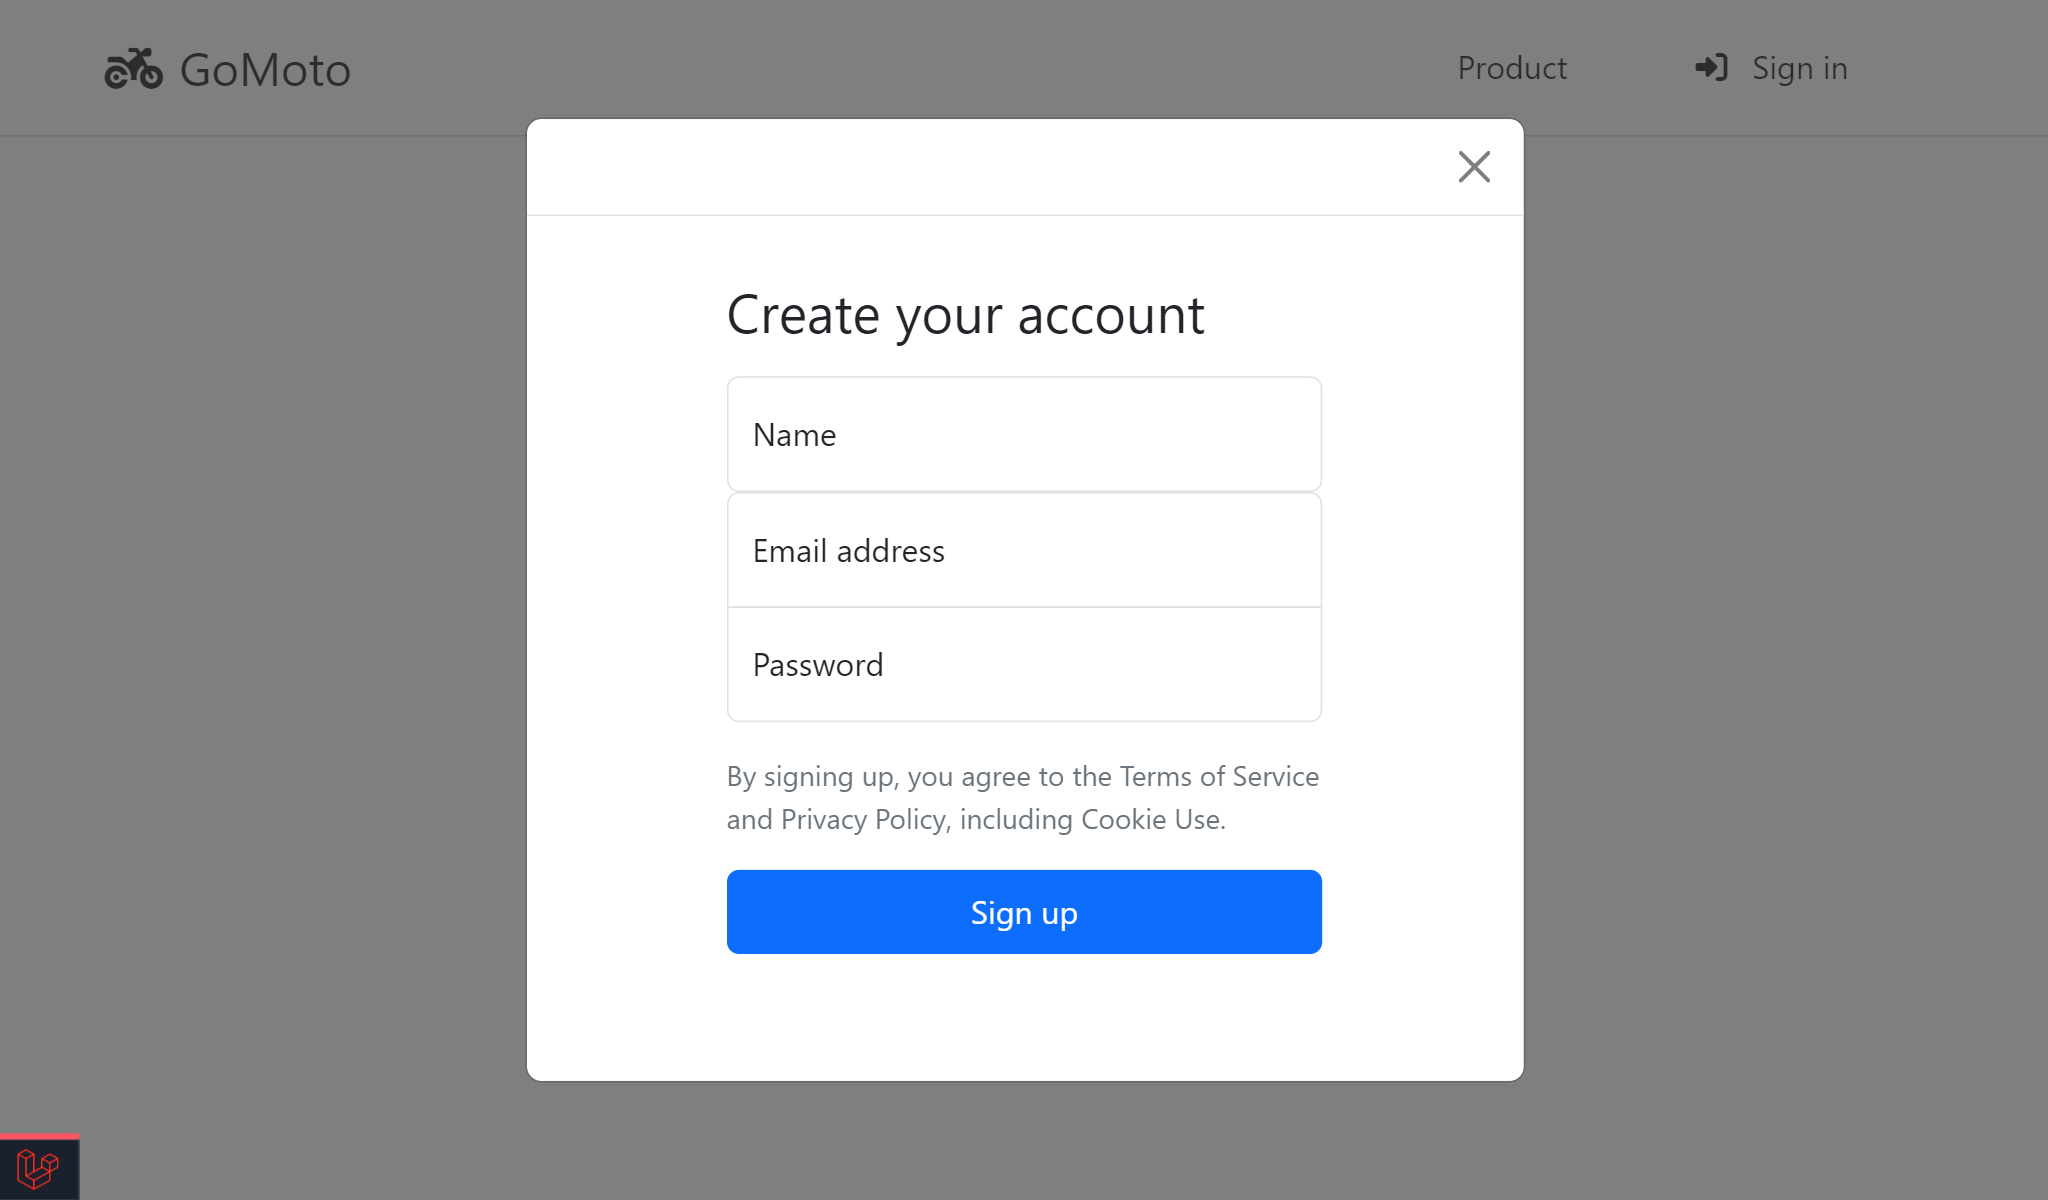 GoMoto
Product
Sign in
Create your account
Name
Email address
Password
By signing up, you agree to the Terms of Service
and Privacy Policy, including Cookie Use.
Sign up